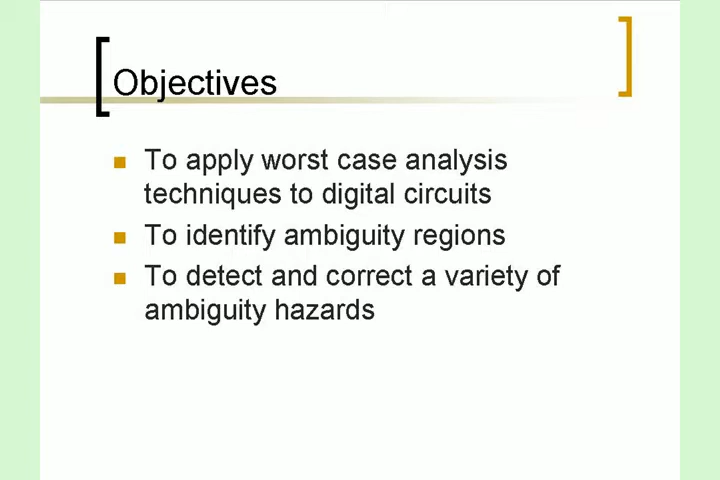 Objectives
To apply worst case analysis
techniques to digital circuits
To identify ambiguity regions
To detect and correct a variety of
ambiguity hazards